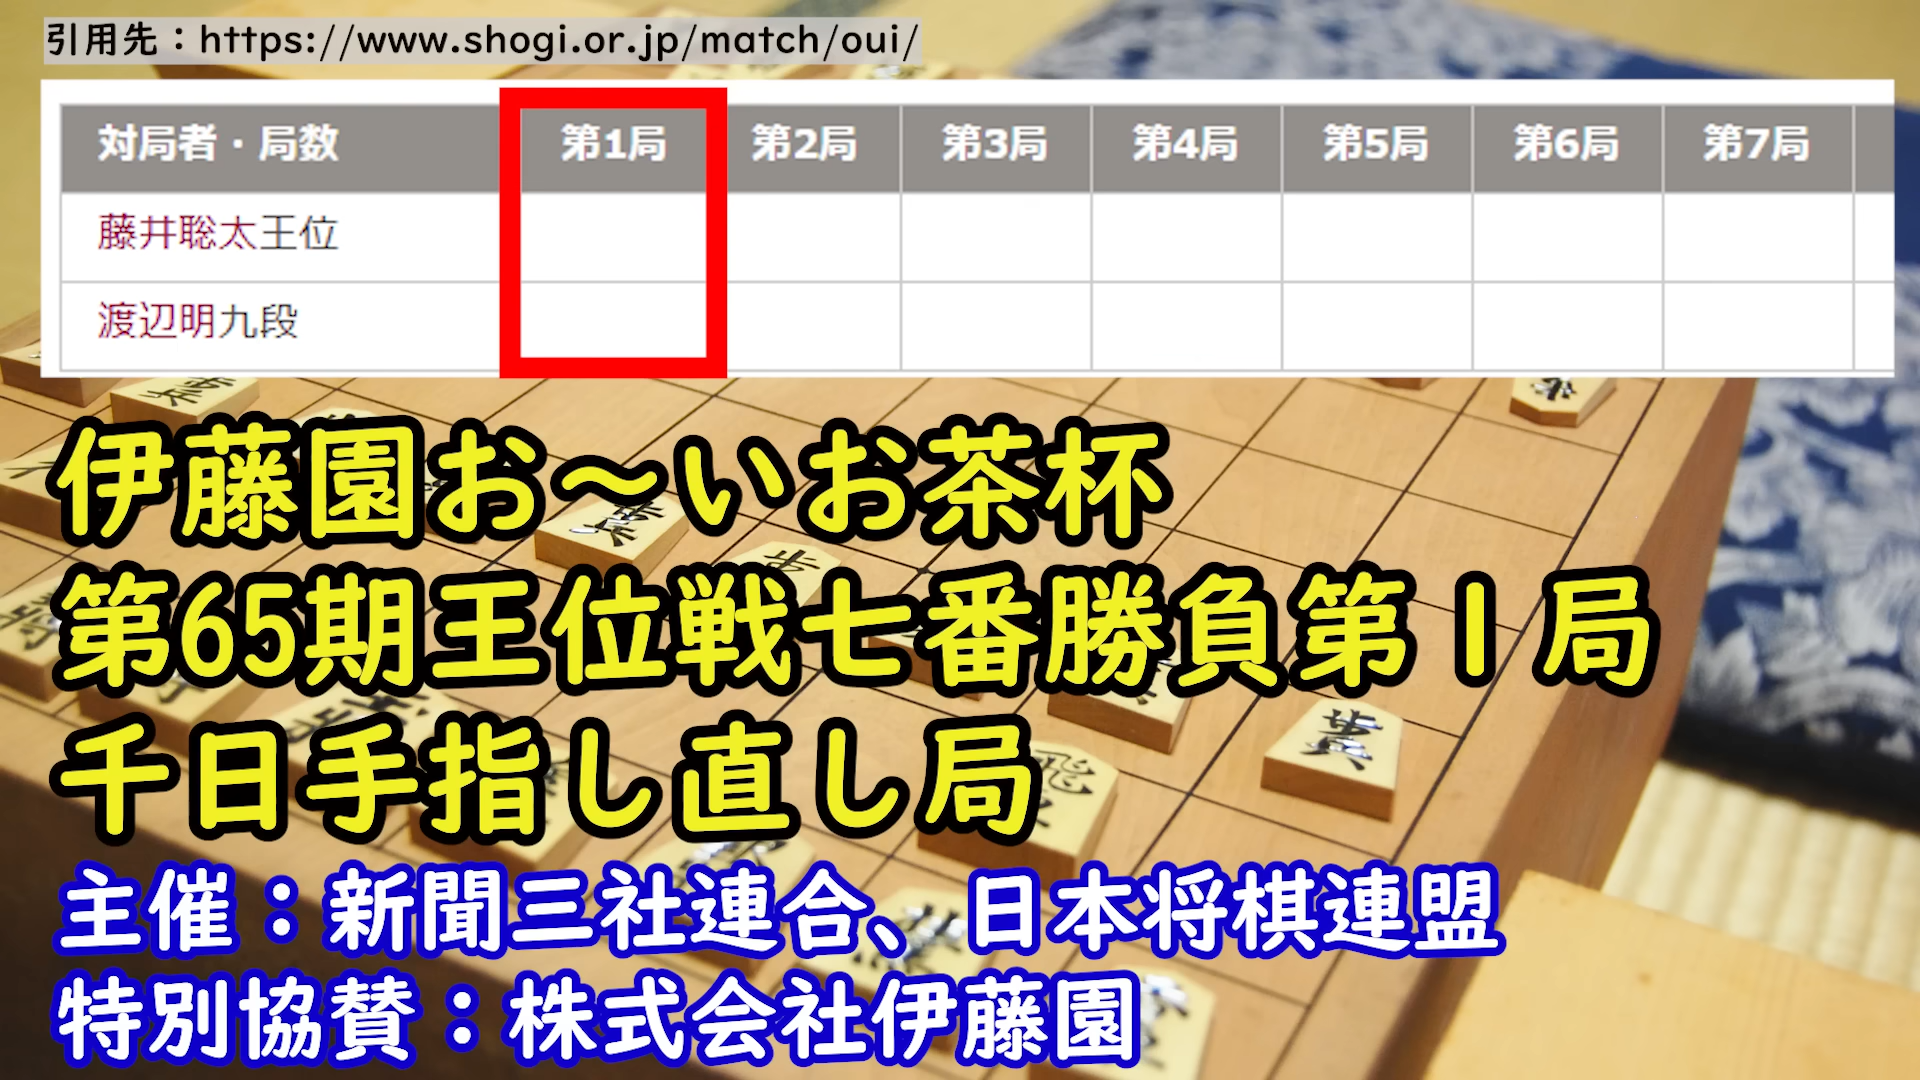 引用先：https://www.shogi.or.jp/match/oui/
対局者・局数 第1局 第2局 第3局 第4局 第5局 第6局 第7局
藤井聡太王位
渡辺明九段
伊藤園お～いお茶杯
第65期王位戦七番勝負第１局
千日手指し直し局
主催：新聞三社連合、日本将棋連盟
特別協賛：株式会社伊藤園
歩兵